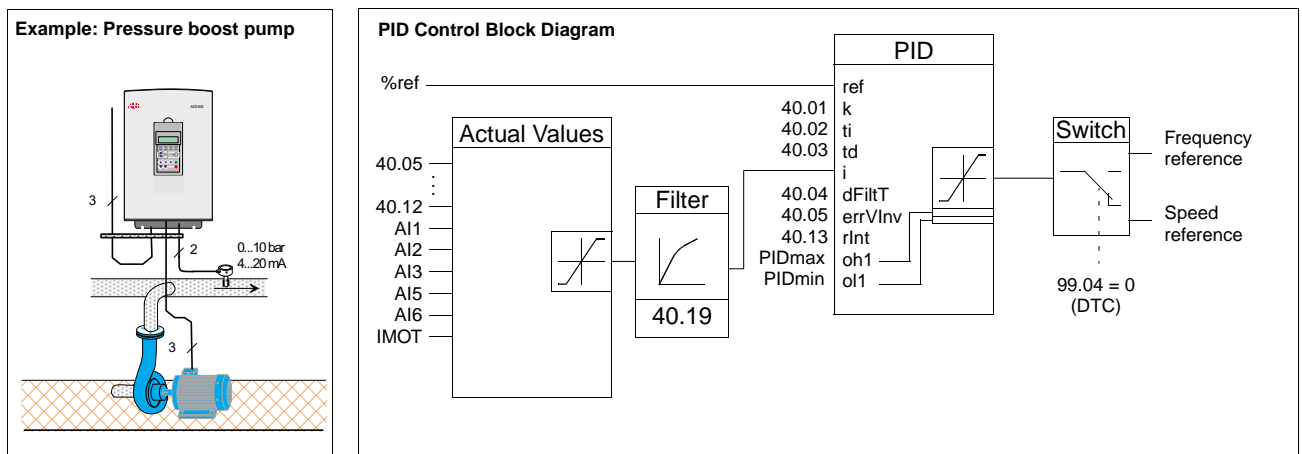 Example: Pressure boost pump
ABB
ACS 600
3
2
0...10 bar
4...20 mA
3
PID Control Block Diagram
%ref
PID
ref
40.01 k
40.02 ti
40.03 td
i
40.04 dFiltT
40.05 errVInv
40.13 rInt
PIDmax oh1
PIDmin ol1
Actual Values
40.05
40.12
AI1
AI2
AI3
AI5
AI6
IMOT
Filter
40.19
Switch
Frequency
reference
Speed
reference
99.04 = 0
(DTC)